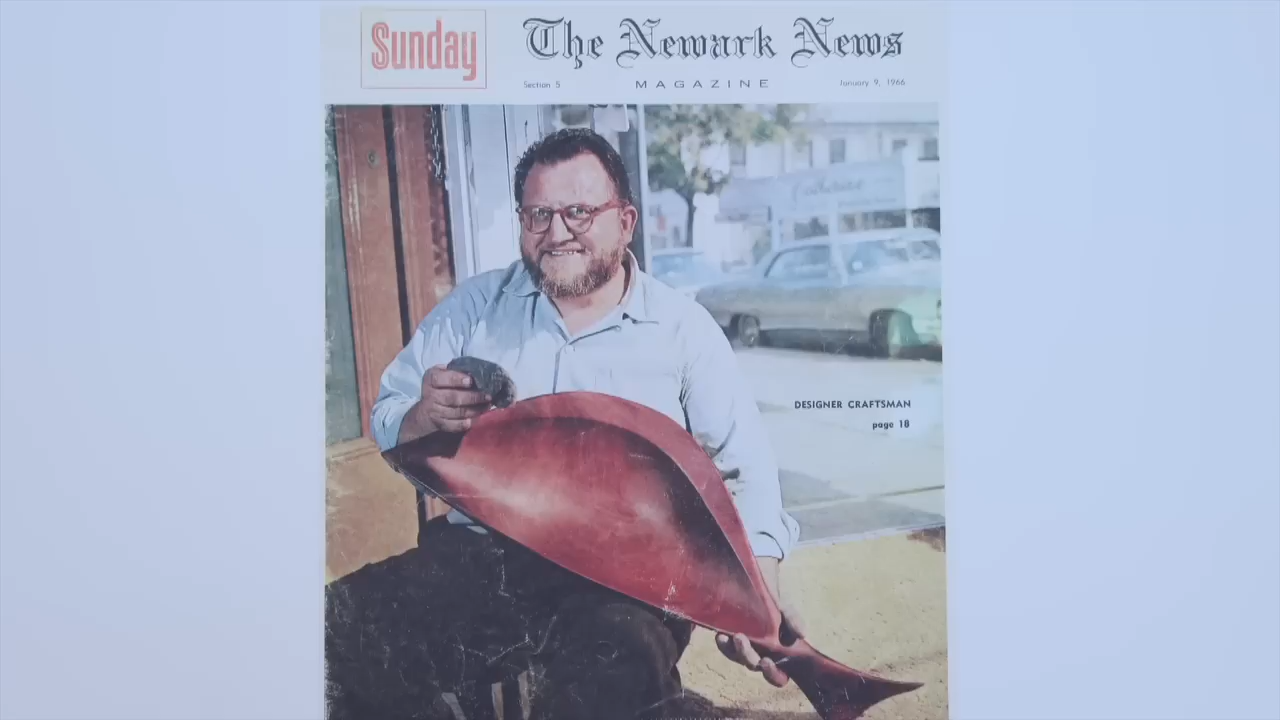 Sunday
The Newark News
Section 5
MAGAZINE
January 9, 1966
DESIGNER CRAFTSMAN
page 18